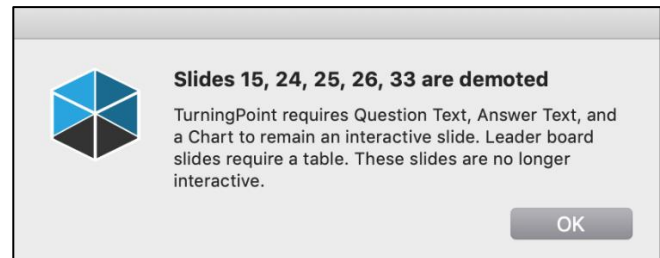 Slides 15, 24, 25, 26, 33 are demoted
TurningPoint requires Question Text, Answer Text, and
a Chart to remain an interactive slide. Leader board
slides require a table. These slides are no longer
interactive.
OK